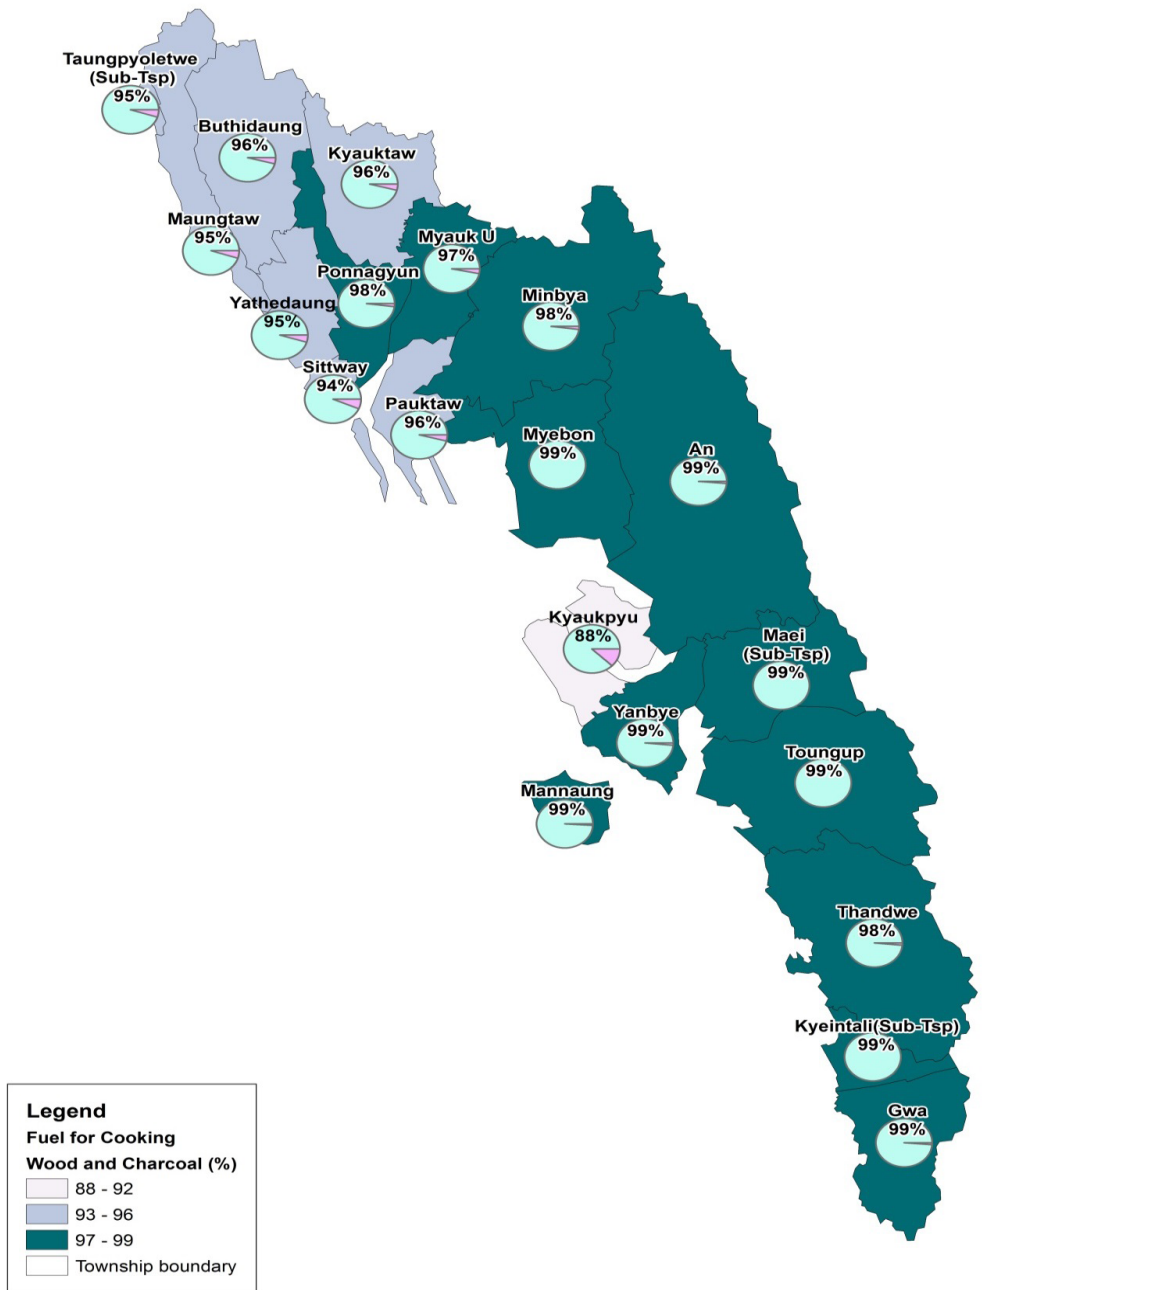 Taungpyoletwe
(Sub-Tsp)
95%
Buthidaung
96%
Kyauktaw
96%
Maungtaw
95%
Myauk U
97%
Ponnagyun
98%
Minbya
98%
Yathedaung
95%
Sittway
94%
Pauktaw
96%
Myebon
99%
An
99%
Kyaukpyu
88%
Maei
(Sub-Tsp)
99%
Yanbye
99%
Toungup
99%
Mannaung
99%
Thandwe
98%
Kyeintali(Sub-Tsp)
99%
Gwa
99%
Legend
Fuel for Cooking
Wood and Charcoal (%)
88 - 92
93 - 96
97 - 99
Township boundary